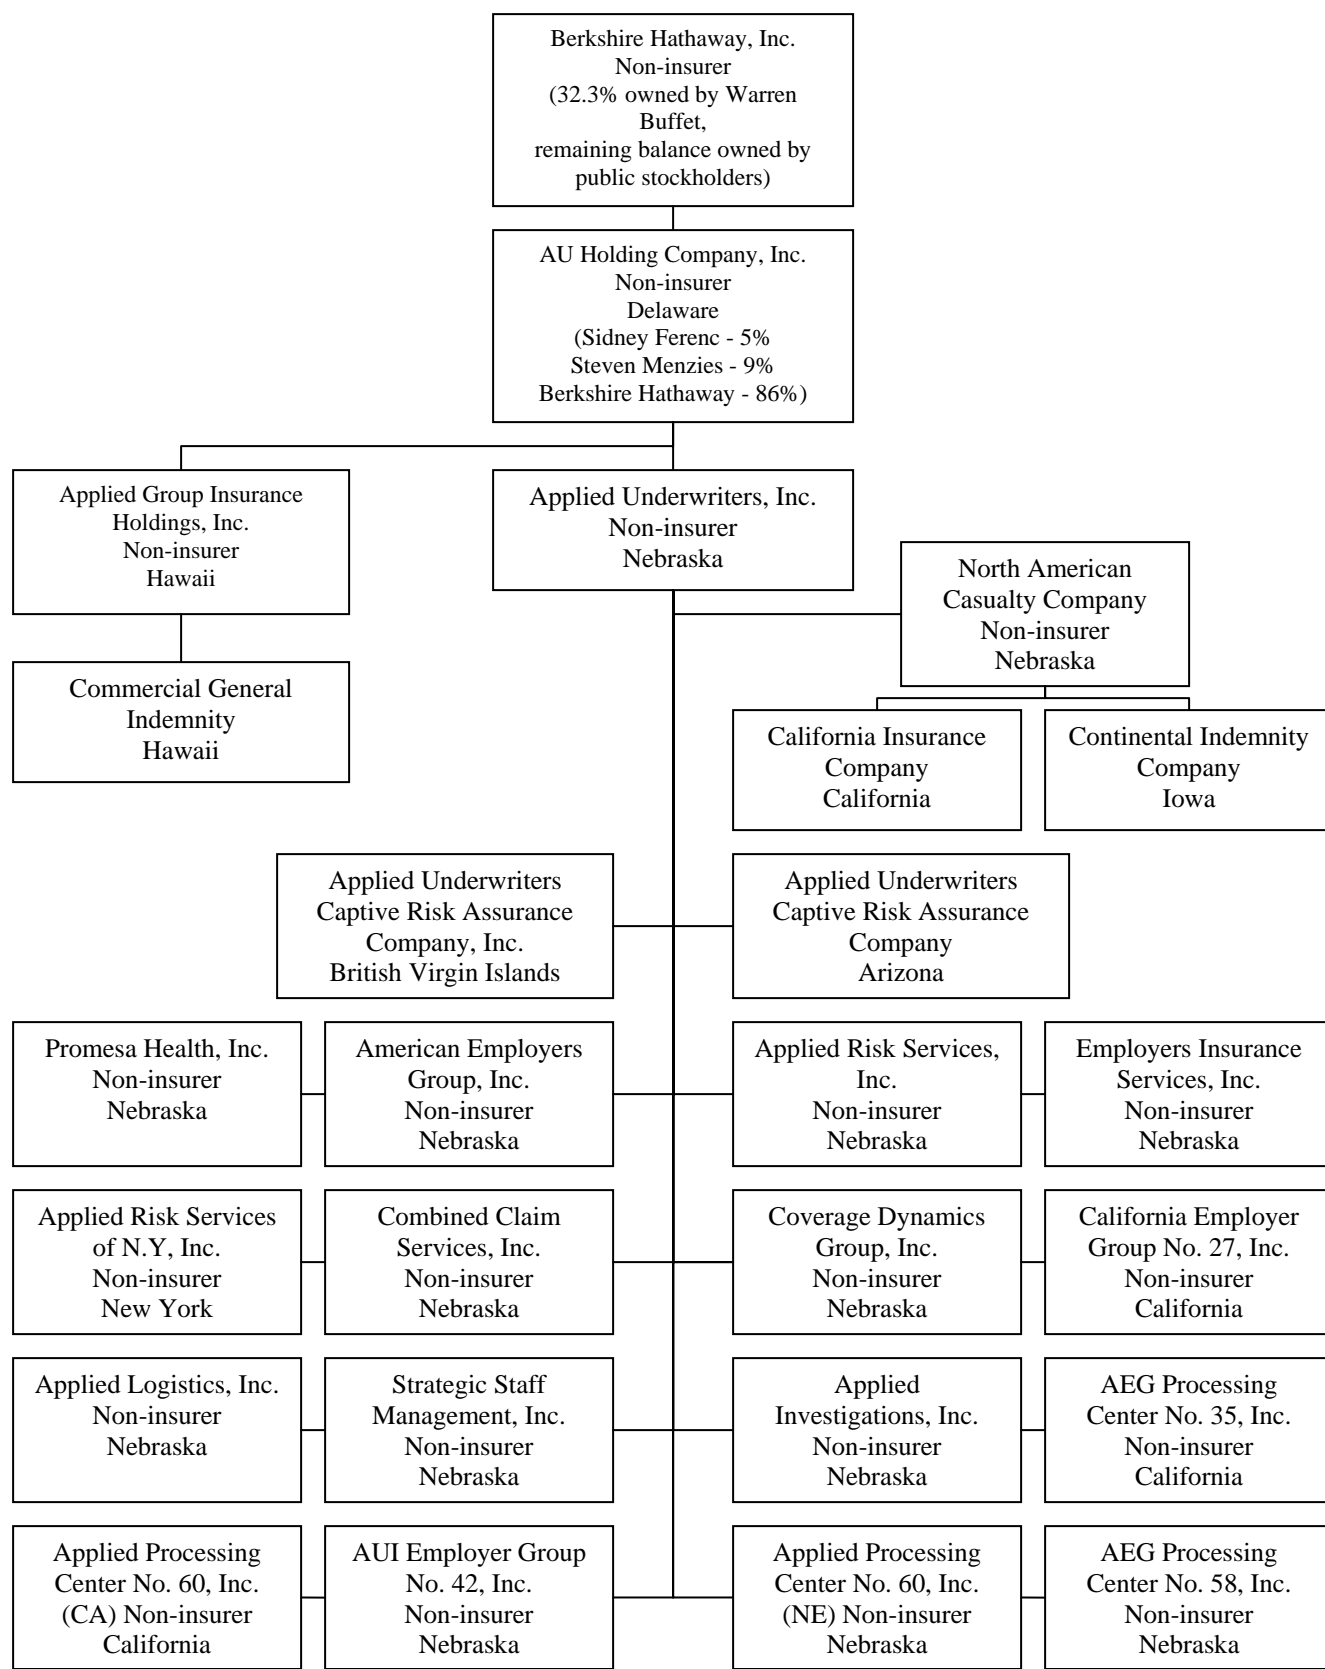 Berkshire Hathaway, Inc.
Non-insurer
(32.3% owned by Warren
Buffet,
remaining balance owned by
public stockholders)
AU Holding Company, Inc.
Non-insurer
Delaware
(Sidney Ferenc - 5%
Steven Menzies - 9%
Berkshire Hathaway - 86%)
Applied Group Insurance
Holdings, Inc.
Non-insurer
Hawaii
Applied Underwriters, Inc.
Non-insurer
Nebraska
North American
Casualty Company
Non-insurer
Nebraska
Commercial General
Indemnity
Hawaii
California Insurance
Company
California
Continental Indemnity
Company
Iowa
Applied Underwriters
Captive Risk Assurance
Company, Inc.
British Virgin Islands
Applied Underwriters
Captive Risk Assurance
Company
Arizona
Promesa Health, Inc.
Non-insurer
Nebraska
American Employers
Group, Inc.
Non-insurer
Nebraska
Applied Risk Services,
Inc.
Non-insurer
Nebraska
Employers Insurance
Services, Inc.
Non-insurer
Nebraska
Applied Risk Services
of N.Y, Inc.
Non-insurer
New York
Combined Claim
Services, Inc.
Non-insurer
Nebraska
Coverage Dynamics
Group, Inc.
Non-insurer
Nebraska
California Employer
Group No. 27, Inc.
Non-insurer
California
Applied Logistics, Inc.
Non-insurer
Nebraska
Strategic Staff
Management, Inc.
Non-insurer
Nebraska
Applied
Investigations, Inc.
Non-insurer
Nebraska
AEG Processing
Center No. 35, Inc.
Non-insurer
California
Applied Processing
Center No. 60, Inc.
(CA) Non-insurer
California
AUI Employer Group
No. 42, Inc.
Non-insurer
Nebraska
Applied Processing
Center No. 60, Inc.
(NE) Non-insurer
Nebraska
AEG Processing
Center No. 58, Inc.
Non-insurer
Nebraska